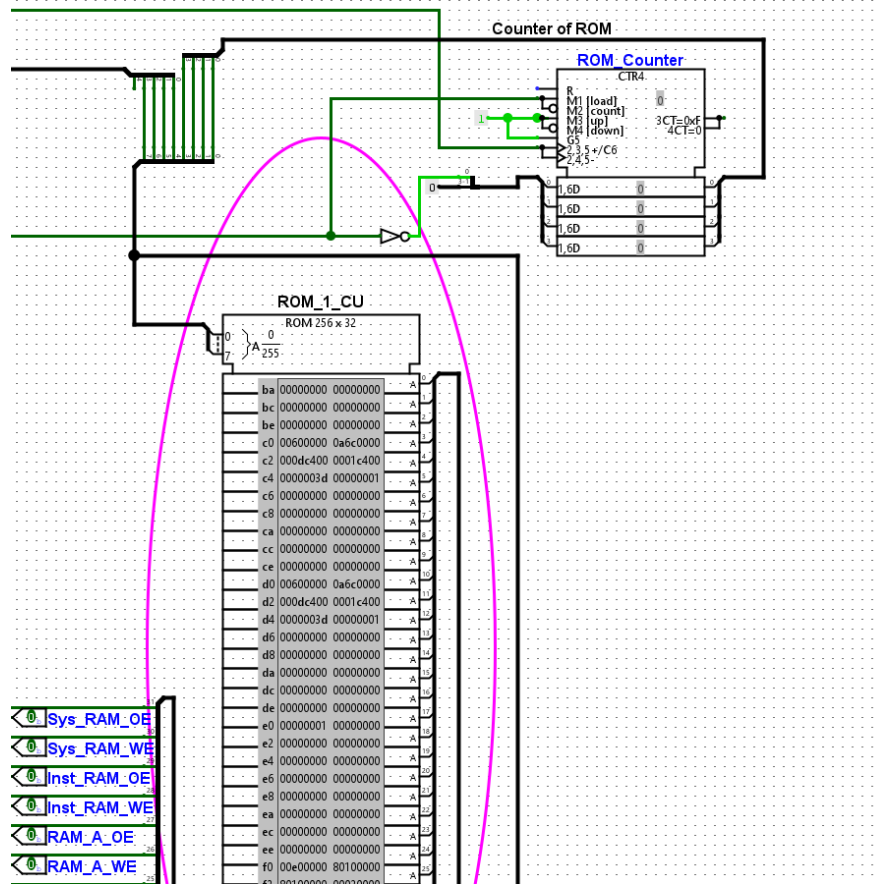 Counter of ROM
ROM_Counter
CTR4
R
M1 [load]
M2 [count]
M3 [up]
M4 [down]
G5
2,3,5+/C6
2,4,5-
0
3CT=0xF
4CT=0
1
0
1,6D 0
1,6D 0
1,6D 0
1,6D 0
ROM_1_CU
ROM 256 x 32
0
7
A
0
255
ba 00000000 00000000 A
bc 00000000 00000000 A
be 00000000 00000000 A
c0 00600000 0a6c0000 A
c2 000dc400 0001c400 A
c4 0000003d 00000001 A
c6 00000000 00000000 A
c8 00000000 00000000 A
ca 00000000 00000000 A
cc 00000000 00000000 A
ce 00000000 00000000 A
d0 00600000 0a6c0000 A
d2 000dc400 0001c400 A
d4 0000003d 00000001 A
d6 00000000 00000000 A
d8 00000000 00000000 A
da 00000000 00000000 A
dc 00000000 00000000 A
de 00000000 00000000 A
e0 00000001 00000000 A
e2 00000000 00000000 A
e4 00000000 00000000 A
e6 00000000 00000000 A
e8 00000000 00000000 A
ea 00000000 00000000 A
ec 00000000 00000000 A
ee 00000000 00000000 A
f0 00e00000 80100000 A
0 Sys_RAM_OE
0 Sys_RAM_WE
0 Inst_RAM_OE
0 Inst_RAM_WE
0 RAM_A_OE
0 RAM_A_WE